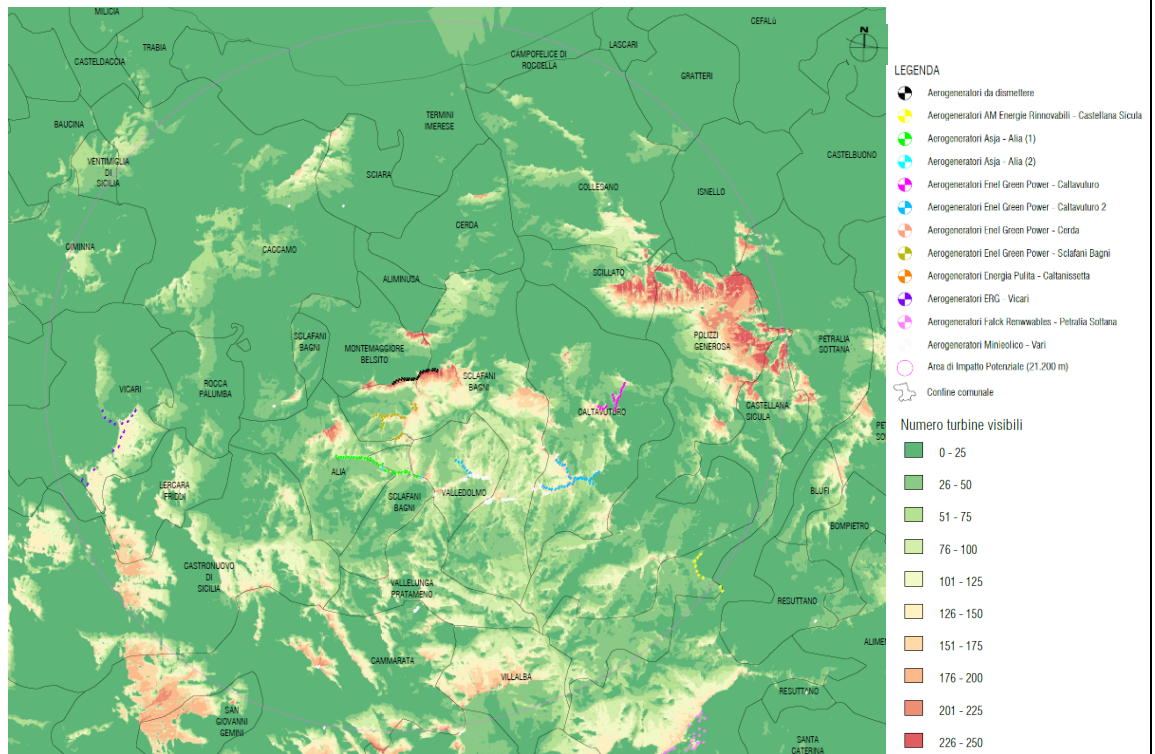 MILICIA
CEFALù
LASCARI
TRABIA
CAMPOFELICE DI
ROCCELLA
CASTELDACCIA
GRATTERI
N
BAUCINA
TERMINI
IMERESE
VENTIMIGLIA
DI
SICILIA
CASTELBUONO
SCIARA
COLLESANO
ISNELLO
CERDA
CIMINNA
CACCAMO
SCILLATO
ALIMINUSA
SCLAFANI
BAGNI
MONTEMAGGIORE
BELSITO
POLIZZI
GENEROSA
PETRALIA
SOTTANA
SCLAFANI
BAGNI
VICARI
ROCCA
PALUMBA
CALTAVUTURO
CASTELLANA
SICULA
ALIA
LERCARA
FRIDDI
SCLAFANI
BAGNI
VALLEDOLMO
BLUFI
BOMPIETRO
CASTRONUOVO
DI
SICILIA
VALLELUNGA
PRATAMENO
RESUTTANO
CAMMARATA
VILLALBA
RESUTTANO
SAN
GIOVANNI
GEMINI
SANTA
CATERINA
LEGENDA
Aerogeneratori da dismettere
Aerogeneratori AM Energie Rinnovabili - Castellana Sicula
Aerogeneratori Asja - Alia (1)
Aerogeneratori Asja - Alia (2)
Aerogeneratori Enel Green Power - Caltavuturo
Aerogeneratori Enel Green Power - Caltavuturo 2
Aerogeneratori Enel Green Power - Cerda
Aerogeneratori Enel Green Power - Sclafani Bagni
Aerogeneratori Energia Pulita - Caltanissetta
Aerogeneratori ERG - Vicari
Aerogeneratori Falck Renwwables - Petralia Sottana
Aerogeneratori Minieolico - Vari
Area di Impatto Potenziale (21.200 m)
Confine comunale
Numero turbine visibili
0 - 25
26 - 50
51 - 75
76 - 100
101 - 125
126 - 150
151 - 175
176 - 200
201 - 225
226 - 250